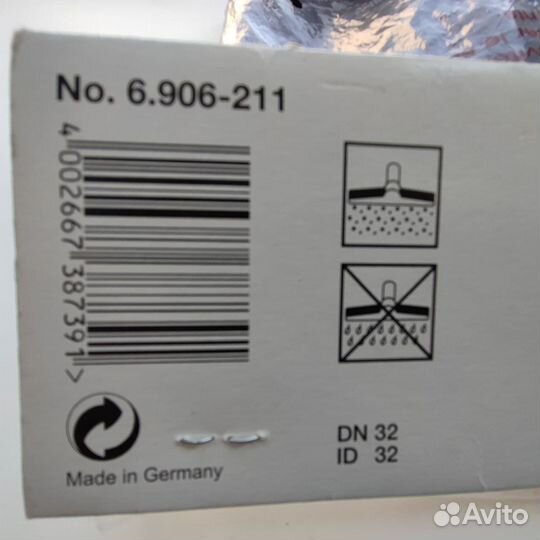 No. 6.906-211
4 002667 387391 >
DN 32
ID 32
Made in Germany
Avito